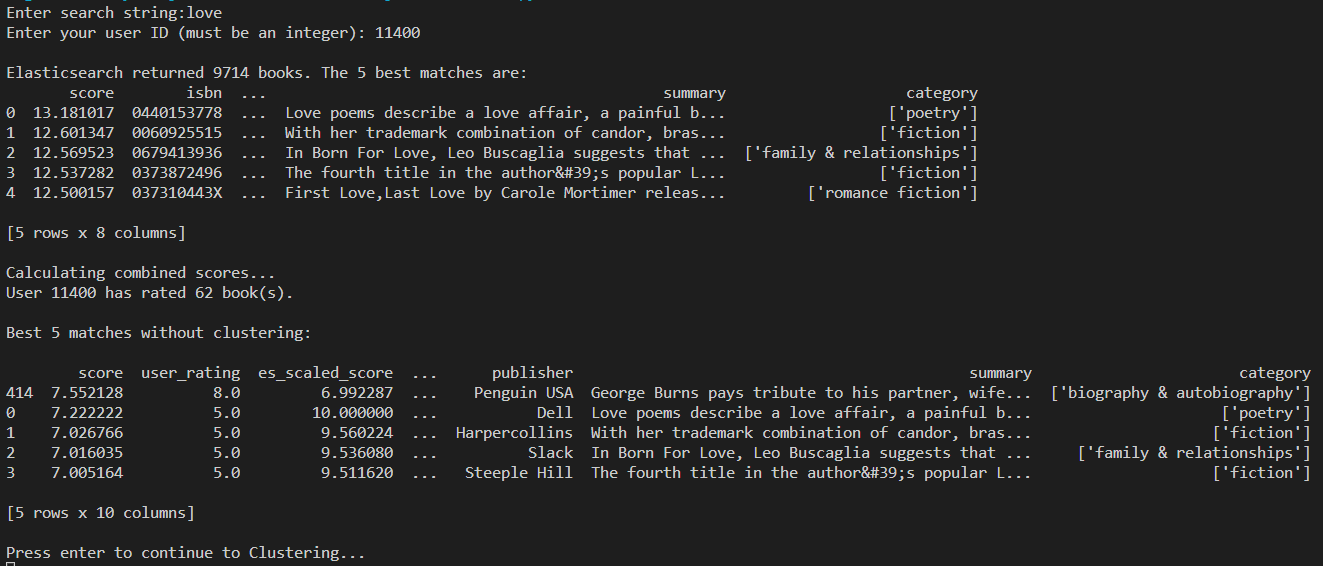 Enter search string:love
Enter your user ID (must be an integer): 11400
Elasticsearch returned 9714 books. The 5 best matches are:
score isbn ... summary category
0 13.181017 0440153778 ... Love poems describe a love affair, a painful b... ['poetry']
1 12.601347 0060925515 ... With her trademark combination of candor, bras... ['fiction']
2 12.569523 0679413936 ... In Born For Love, Leo Buscaglia suggests that ... ['family & relationships']
3 12.537282 0373872496 ... The fourth title in the author&#39;s popular L... ['fiction']
4 12.500157 037310443X ... First Love,Last Love by Carole Mortimer releas... ['romance fiction']
[5 rows x 8 columns]
Calculating combined scores...
User 11400 has rated 62 book(s).
Best 5 matches without clustering:
score user_rating es_scaled_score ... publisher summary category
414 7.552128 8.0 6.992287 ... Penguin USA George Burns pays tribute to his partner, wife... ['biography & autobiography']
0 7.222222 5.0 10.000000 ... Dell Love poems describe a love affair, a painful b... ['poetry']
1 7.026766 5.0 9.560224 ... Harpercollins With her trademark combination of candor, bras... ['fiction']
2 7.016035 5.0 9.536080 ... Slack In Born For Love, Leo Buscaglia suggests that ... ['family & relationships']
3 7.005164 5.0 9.511620 ... Steeple Hill The fourth title in the author&#39;s popular L... ['fiction']
[5 rows x 10 columns]
Press enter to continue to Clustering...